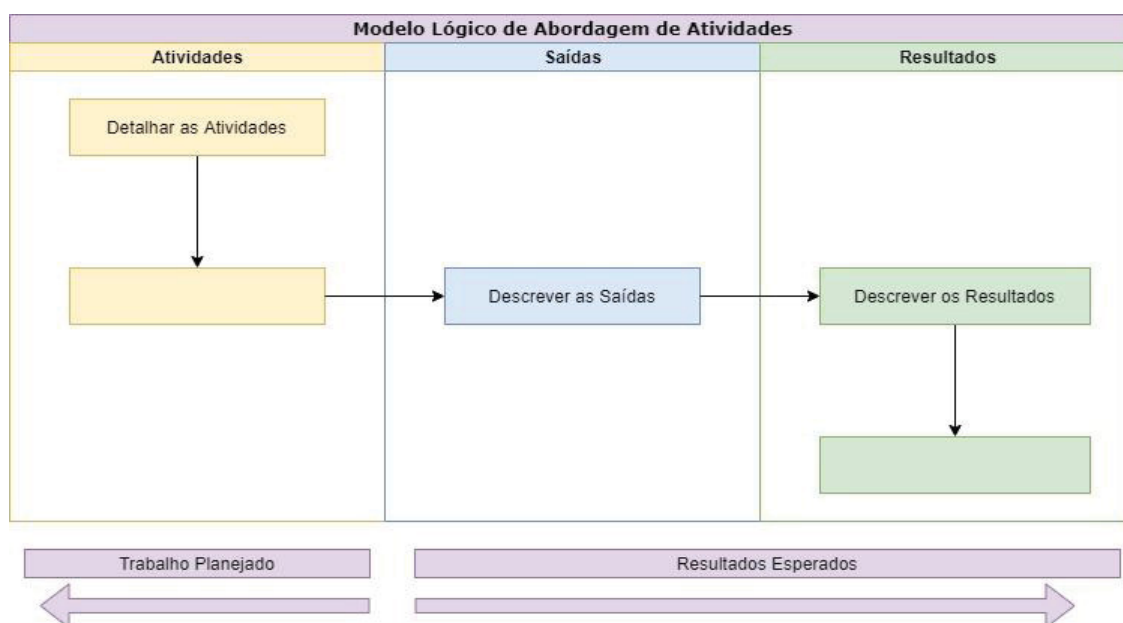 Modelo Lógico de Abordagem de Atividades
Atividades
Saídas
Resultados
Detalhar as Atividades
Descrever as Saídas
Descrever os Resultados
Trabalho Planejado
Resultados Esperados